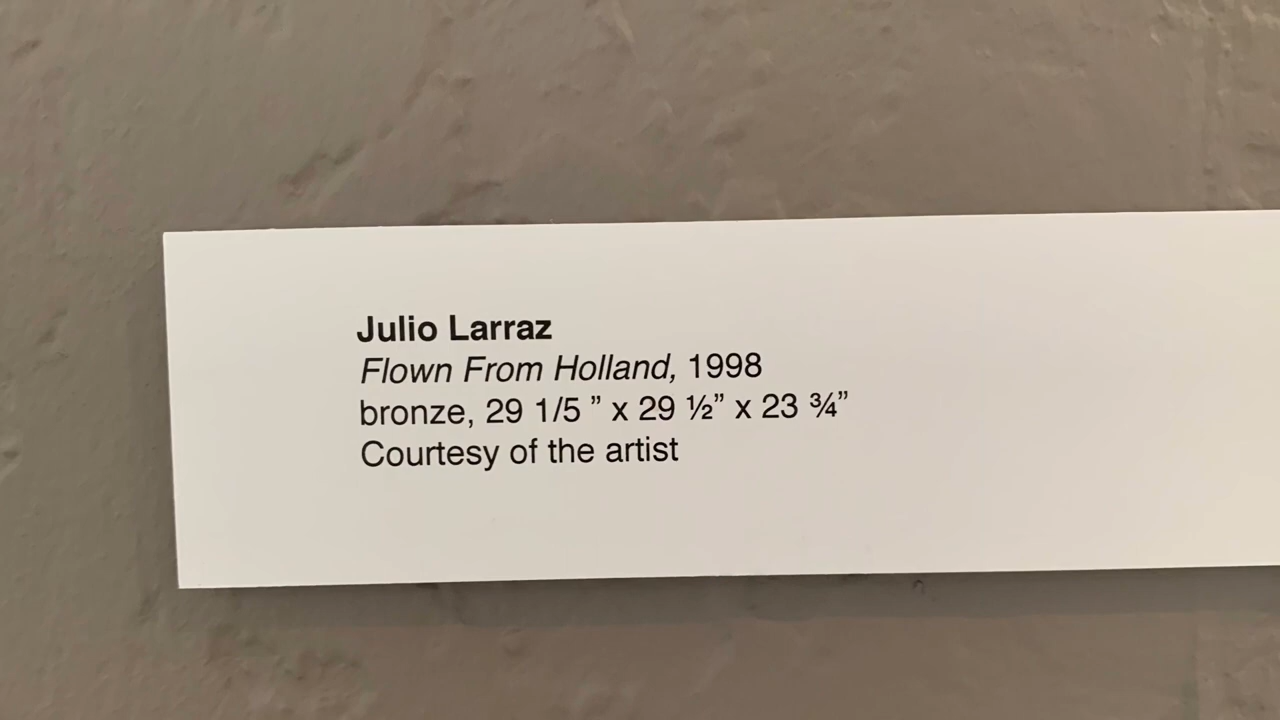 Julio Larraz
Flown From Holland, 1998
bronze, 29 1/5 ” x 29 ½” x 23 ¾”
Courtesy of the artist